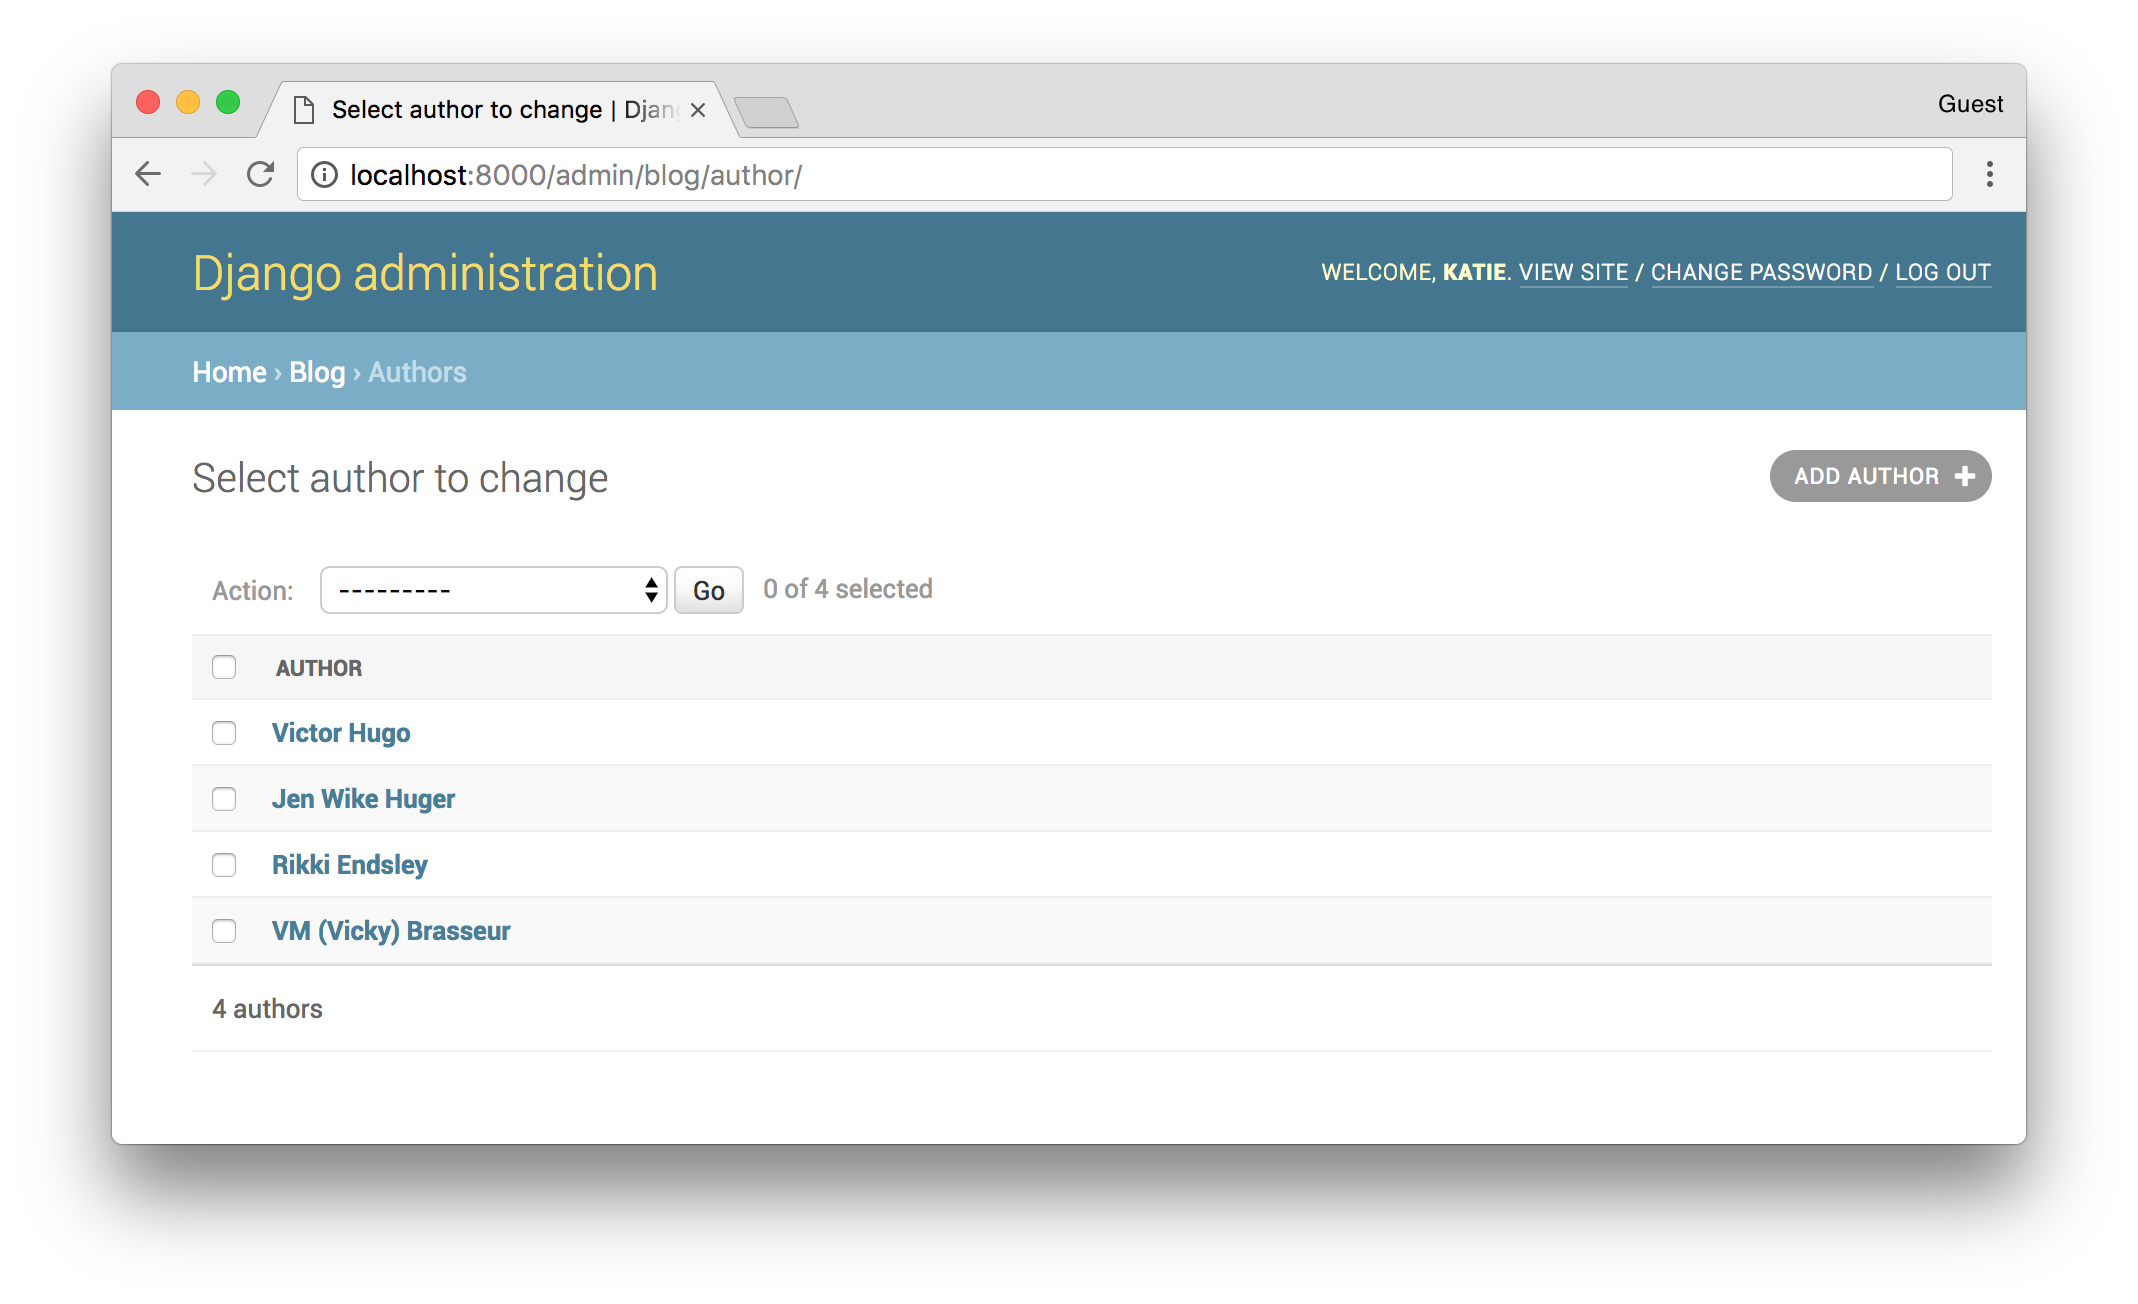 Select author to change | Djang
Guest
localhost:8000/admin/blog/author/
Django administration
WELCOME, KATIE. VIEW SITE / CHANGE PASSWORD / LOG OUT
Home › Blog › Authors
Select author to change
ADD AUTHOR +
Action: --------- Go 0 of 4 selected
AUTHOR
Victor Hugo
Jen Wike Huger
Rikki Endsley
VM (Vicky) Brasseur
4 authors